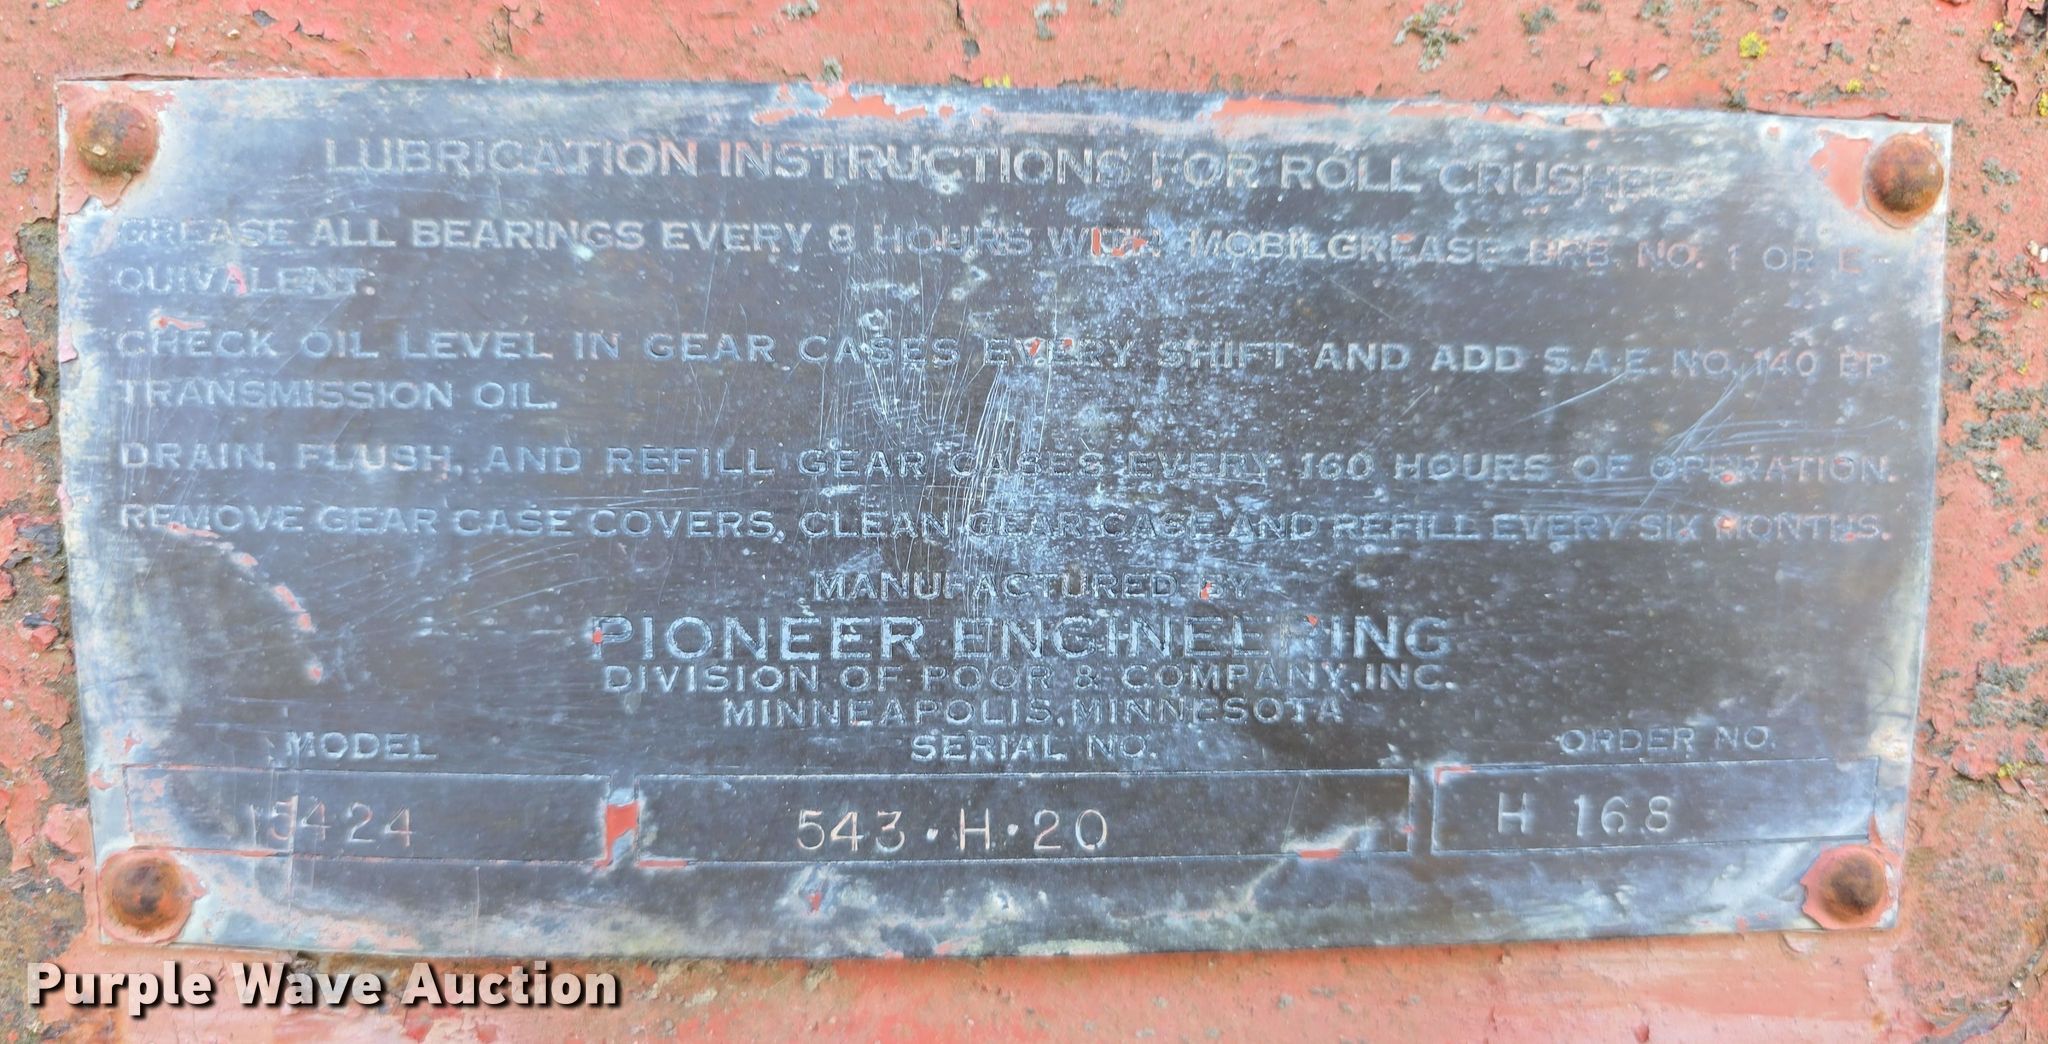 LUBRICATION INSTRUCTIONS FOR ROLL CRUSHERS
GREASE ALL BEARINGS EVERY 8 HOURS WITH MOBILGREASE BRB NO. 1 OR E-
QUIVALENT.
CHECK OIL LEVEL IN GEAR CASES EVERY SHIFT AND ADD S.A.E. NO. 140 EP
TRANSMISSION OIL.
DRAIN, FLUSH, AND REFILL GEAR CASES EVERY 160 HOURS OF OPERATION.
REMOVE GEAR CASE COVERS, CLEAN GEAR CASE AND REFILL EVERY SIX MONTHS.
MANUFACTURED BY
PIONEER ENGINEERING
DIVISION OF POOR & COMPANY, INC.
MINNEAPOLIS, MINNESOTA
MODEL SERIAL NO. ORDER NO.
15424 543·H·20 H 168
Purple Wave Auction